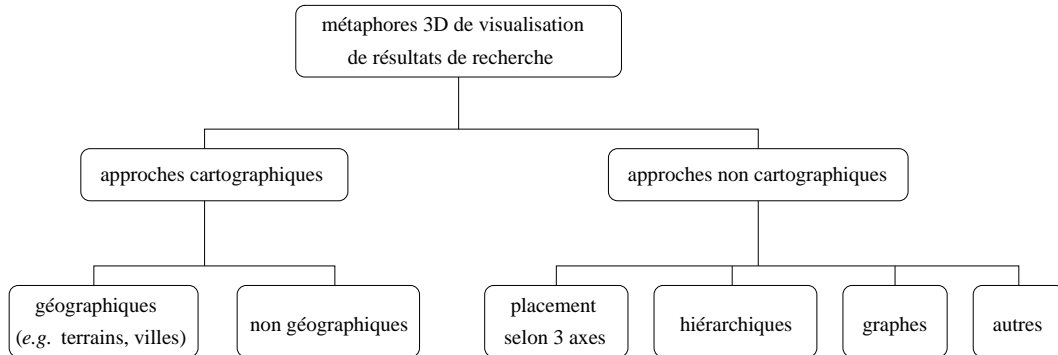 métaphores 3D de visualisation
de résultats de recherche
approches cartographiques
approches non cartographiques
géographiques
(e.g. terrains, villes)
non géographiques
placement
selon 3 axes
hiérarchiques
graphes
autres